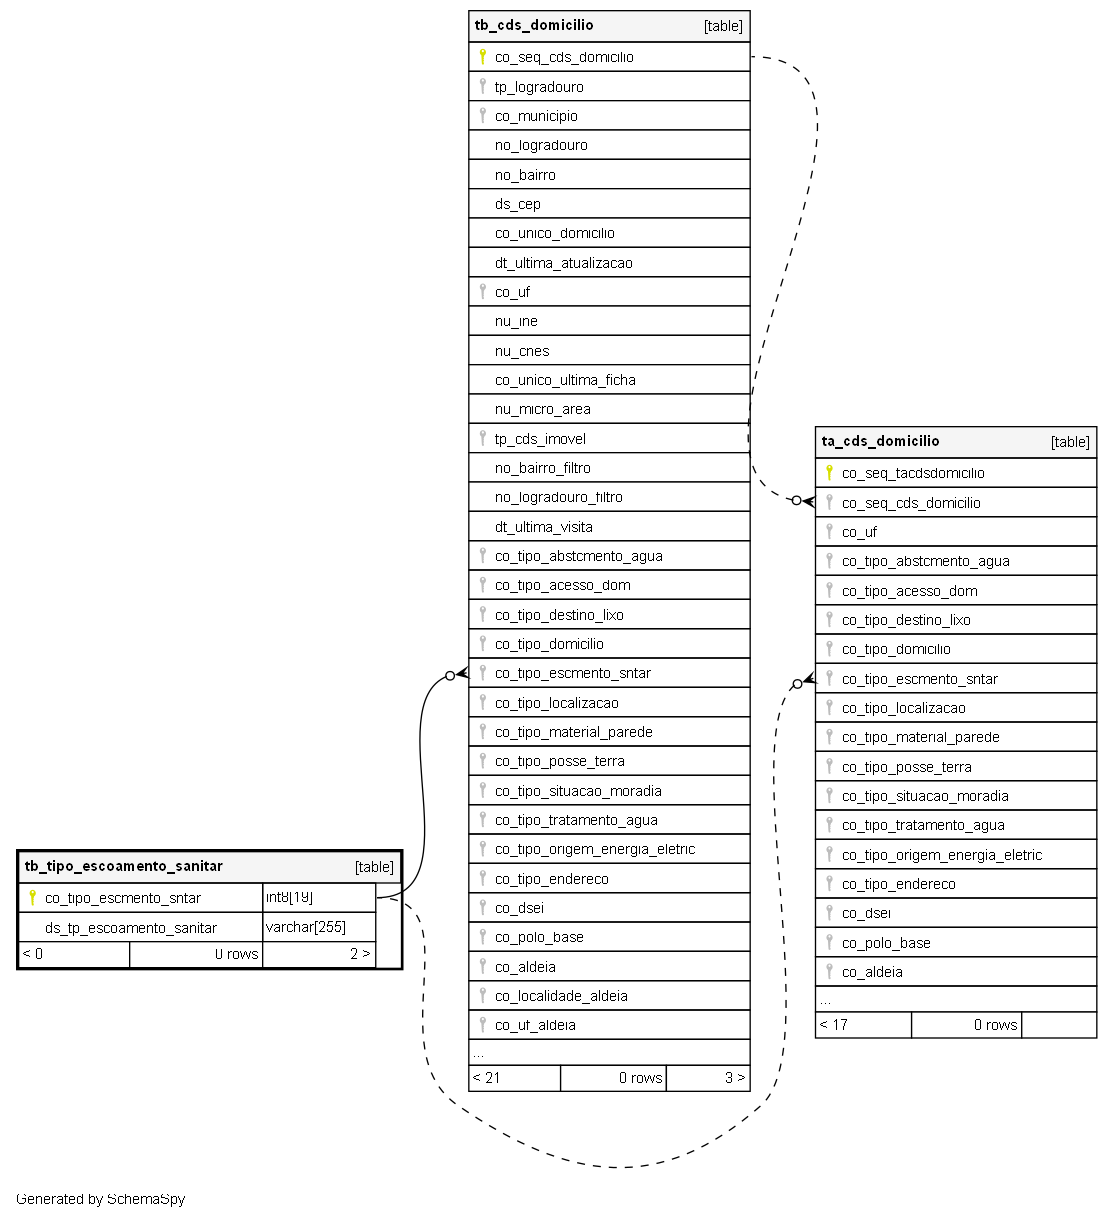 tb_cds_domicilio [table]
co_seq_cds_domicilio
tp_logradouro
co_municipio
no_logradouro
no_bairro
ds_cep
co_unico_domicilio
dt_ultima_atualizacao
co_uf
nu_ine
nu_cnes
co_unico_ultima_ficha
nu_micro_area
tp_cds_imovel
no_bairro_filtro
no_logradouro_filtro
dt_ultima_visita
co_tipo_abstcmento_agua
co_tipo_acesso_dom
co_tipo_destino_lixo
co_tipo_domicilio
co_tipo_escmento_sntar
co_tipo_localizacao
co_tipo_material_parede
co_tipo_posse_terra
co_tipo_situacao_moradia
co_tipo_tratamento_agua
co_tipo_origem_energia_eletric
co_tipo_endereco
co_dsei
co_polo_base
co_aldeia
co_localidade_aldeia
co_uf_aldeia
...
< 21 0 rows 3 >
ta_cds_domicilio [table]
co_seq_tacdsdomicilio
co_seq_cds_domicilio
co_uf
co_tipo_abstcmento_agua
co_tipo_acesso_dom
co_tipo_destino_lixo
co_tipo_domicilio
co_tipo_escmento_sntar
co_tipo_localizacao
co_tipo_material_parede
co_tipo_posse_terra
co_tipo_situacao_moradia
co_tipo_tratamento_agua
co_tipo_origem_energia_eletric
co_tipo_endereco
co_dsei
co_polo_base
co_aldeia
...
< 17 0 rows
tb_tipo_escoamento_sanitar [table]
co_tipo_escmento_sntar int8[19]
ds_tp_escoamento_sanitar varchar[255]
< 0 0 rows 2 >
Generated by SchemaSpy